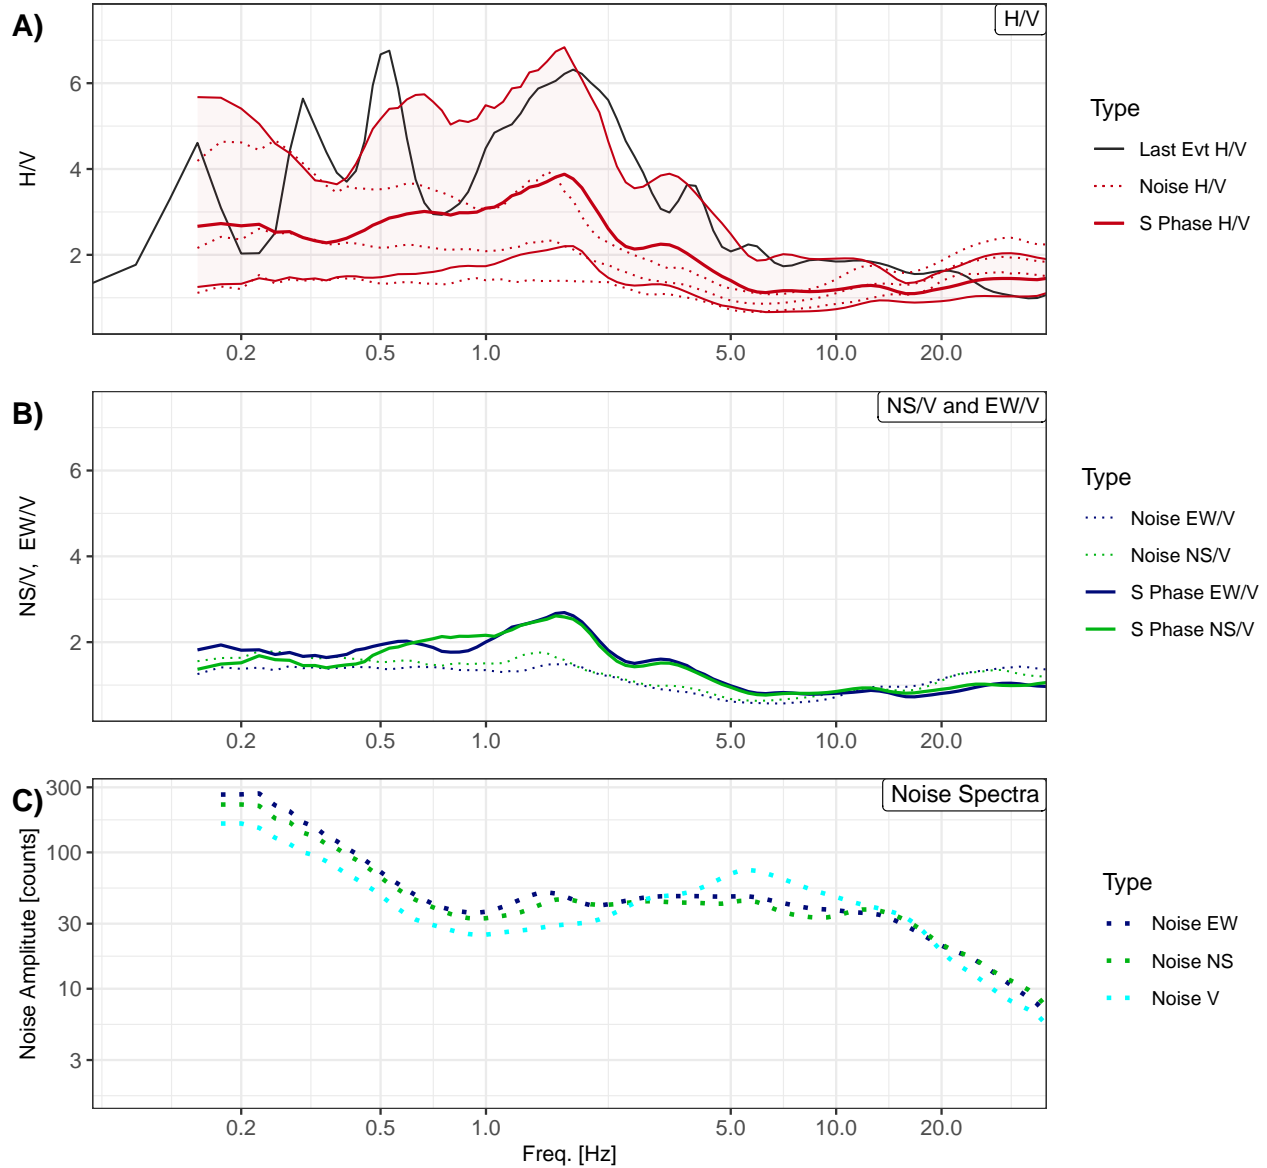 A)
H/V
H/V
6
4
2
0.2 0.5 1.0 5.0 10.0 20.0
Type
Last Evt H/V
Noise H/V
S Phase H/V
B)
NS/V and EW/V
NS/V, EW/V
6
4
2
0.2 0.5 1.0 5.0 10.0 20.0
Type
Noise EW/V
Noise NS/V
S Phase EW/V
S Phase NS/V
C)
Noise Spectra
Noise Amplitute [counts]
300
100
30
10
3
0.2 0.5 1.0 5.0 10.0 20.0
Freq. [Hz]
Type
Noise EW
Noise NS
Noise V